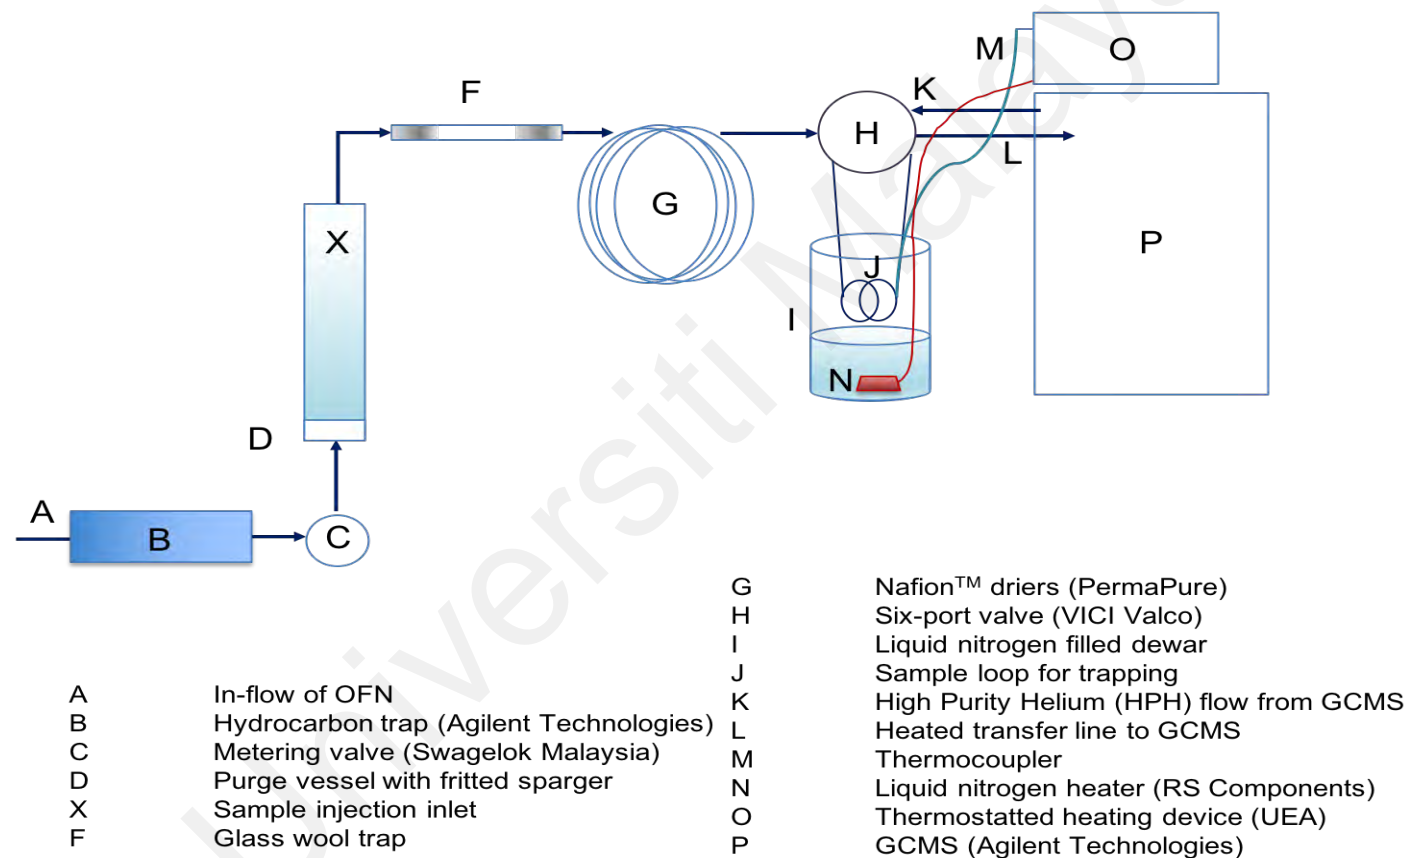 M
O
K
F
H
L
X
G
P
J
I
N
D
A
B
C
A In-flow of OFN
B Hydrocarbon trap (Agilent Technologies)
C Metering valve (Swagelok Malaysia)
D Purge vessel with fritted sparger
X Sample injection inlet
F Glass wool trap
G Nafion™ driers (PermaPure)
H Six-port valve (VICI Valco)
I Liquid nitrogen filled dewar
J Sample loop for trapping
K High Purity Helium (HPH) flow from GCMS
L Heated transfer line to GCMS
M Thermocoupler
N Liquid nitrogen heater (RS Components)
O Thermostatted heating device (UEA)
P GCMS (Agilent Technologies)
Universiti Malaya